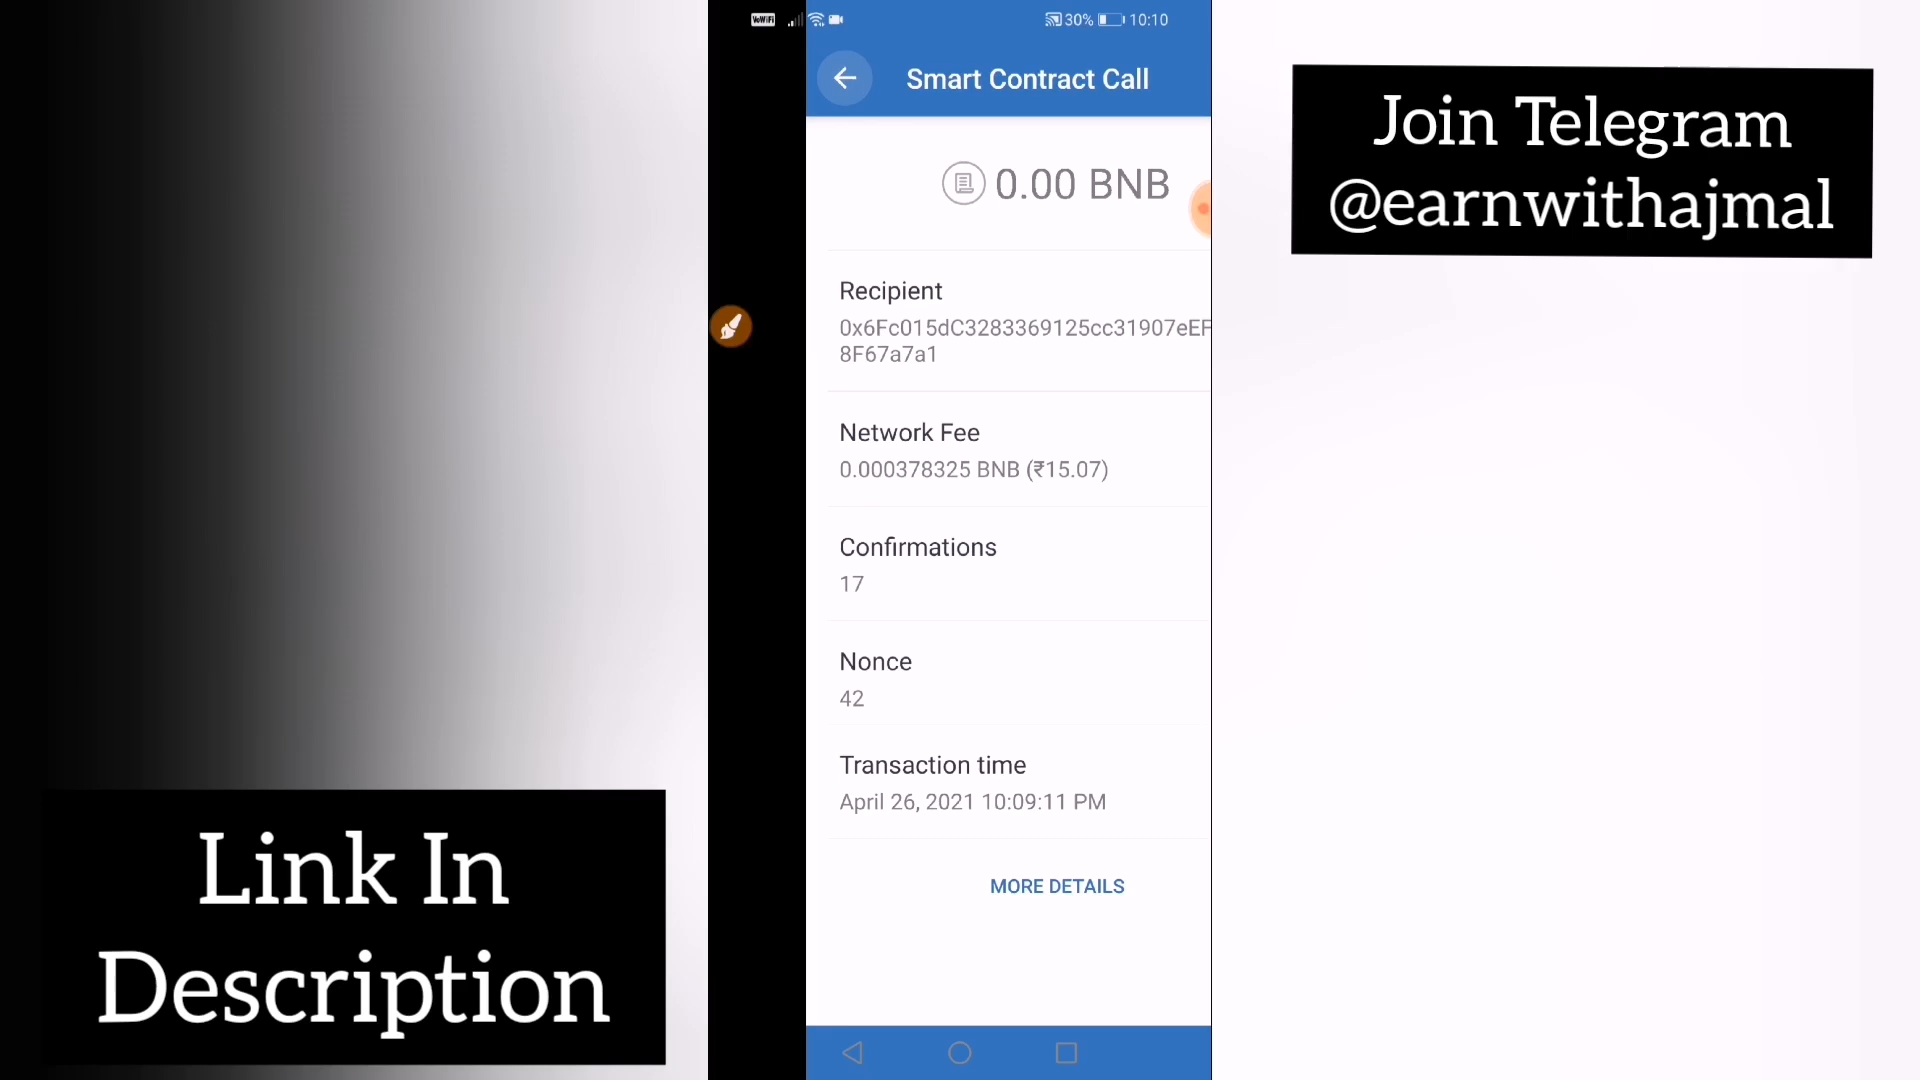 VoWiFi 30% 10:10
Smart Contract Call
0.00 BNB
Recipient
0x6Fc015dC3283369125cc31907eEF
8F67a7a1
Network Fee
0.000378325 BNB (₹15.07)
Confirmations
17
Nonce
42
Transaction time
April 26, 2021 10:09:11 PM
MORE DETAILS
Join Telegram
@earnwithajmal
Link In
Description